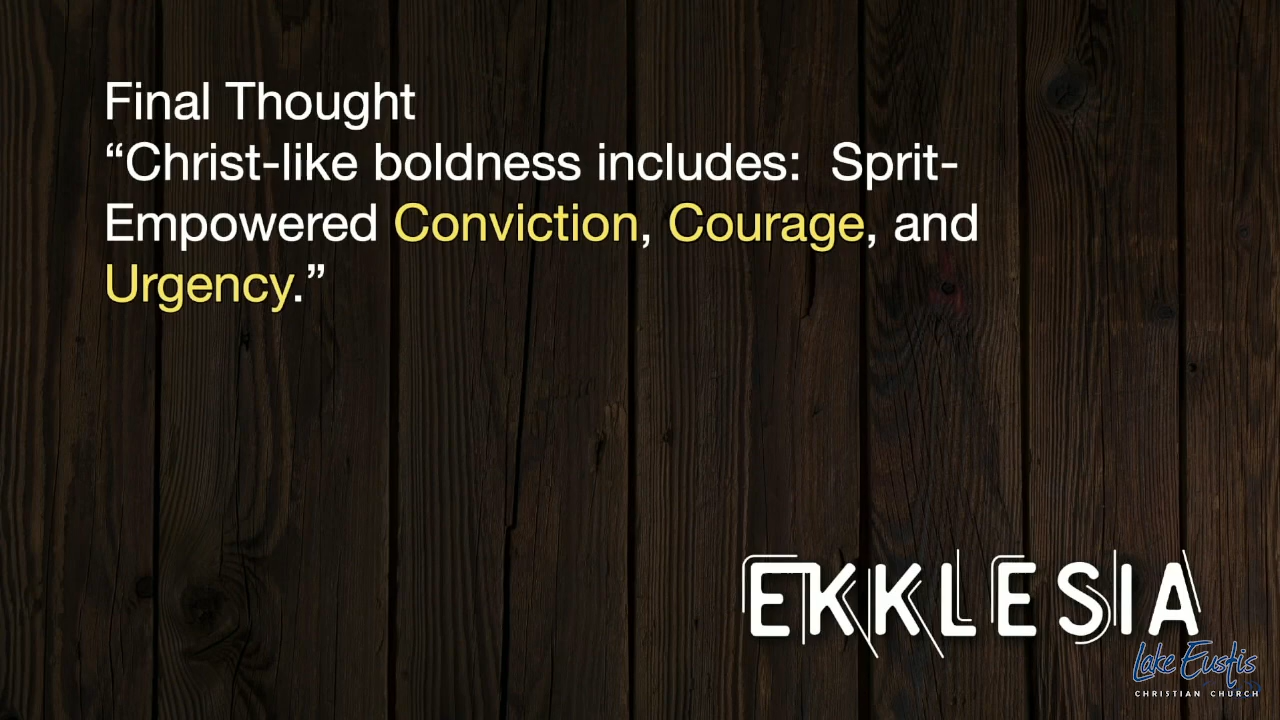 Final Thought
“Christ-like boldness includes:  Sprit-
Empowered Conviction, Courage, and
Urgency.”
EKKLESIA
Lake Eustis
CHRISTIAN CHURCH